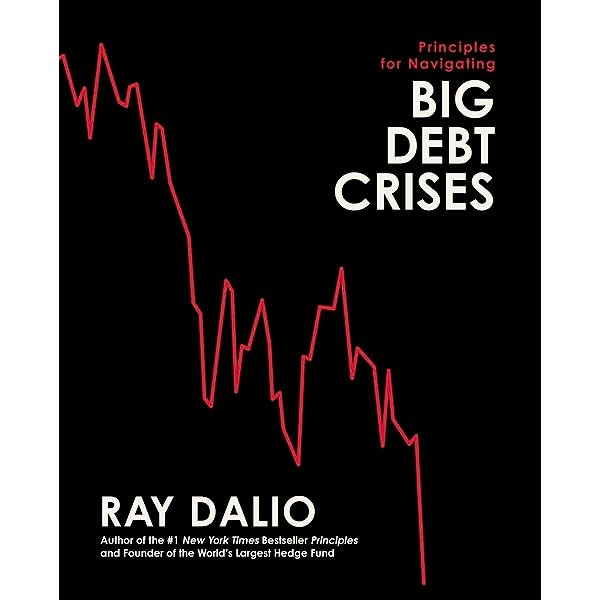 Principles
for Navigating
BIG
DEBT
CRISES
RAY DALIO
Author of the #1 New York Times Bestseller Principles
and Founder of the World's Largest Hedge Fund